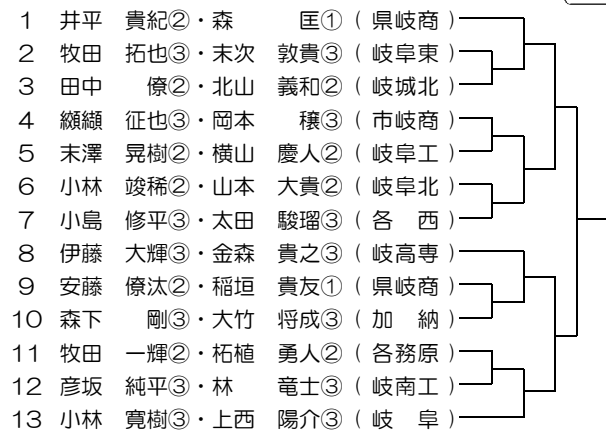 1 井平 貴紀②・森 匡①(県岐商)
2 牧田 拓也③・末次 敦貴③(岐阜東)
3 田中 僚②・北山 義和②(岐城北)
4 纐纈 征也③・岡本 穣③(市岐商)
5 末澤 晃樹②・横山 慶人②(岐阜工)
6 小林 竣稀②・山本 大貴②(岐阜北)
7 小島 修平③・太田 駿瑠③(各 西)
8 伊藤 大輝③・金森 貴之③(岐高専)
9 安藤 僚汰②・稲垣 貴友①(県岐商)
10 森下 剛③・大竹 将成③(加 納)
11 牧田 一輝②・柘植 勇人②(各務原)
12 彦坂 純平③・林 竜士③(岐南工)
13 小林 寛樹③・上西 陽介③(岐 阜)